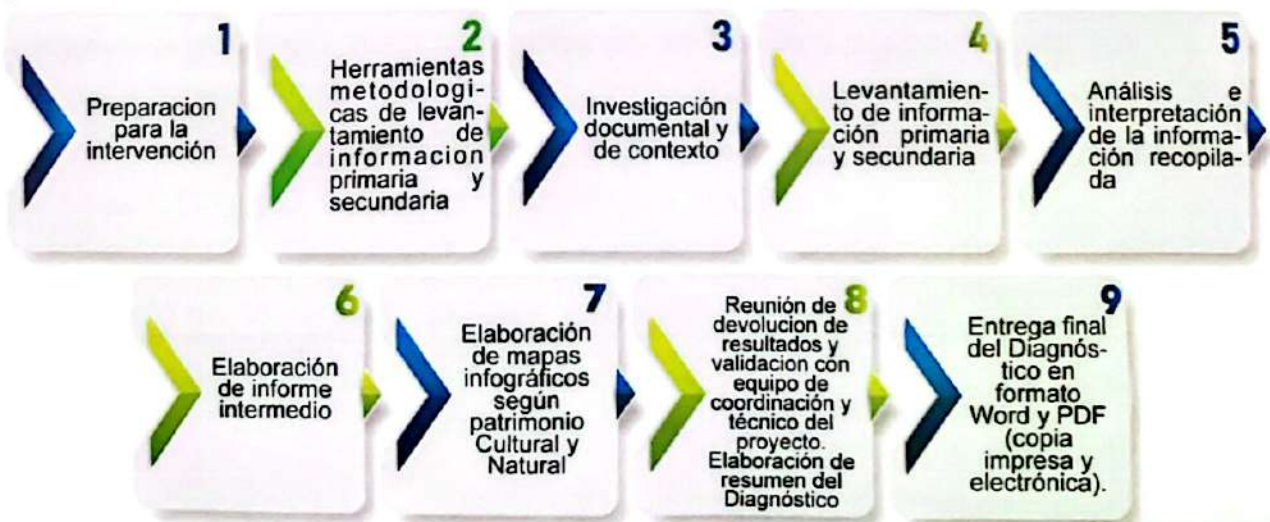 1
Preparacion
para la
intervención
2
Herramientas
metodologi-
cas de levan-
tamiento de
informacion
primaria y
secundaria
3
Investigación
documental y
de contexto
4
Levantamien-
to de informa-
ción primaria
y secundaria
5
Análisis e
interpretación
de la informa-
ción recopila-
da
6
Elaboración
de informe
intermedio
7
Elaboración
de mapas
infográficos
según
patrimonio
Cultural y
Natural
8
Reunión de
devolucion de
resultados y
validacion con
equipo de
coordinación y
técnico del
proyecto.
Elaboración de
resumen del
Diagnóstico
9
Entrega final
del Diagnós-
tico en
formato
Word y PDF
(copia
impresa y
electrónica).